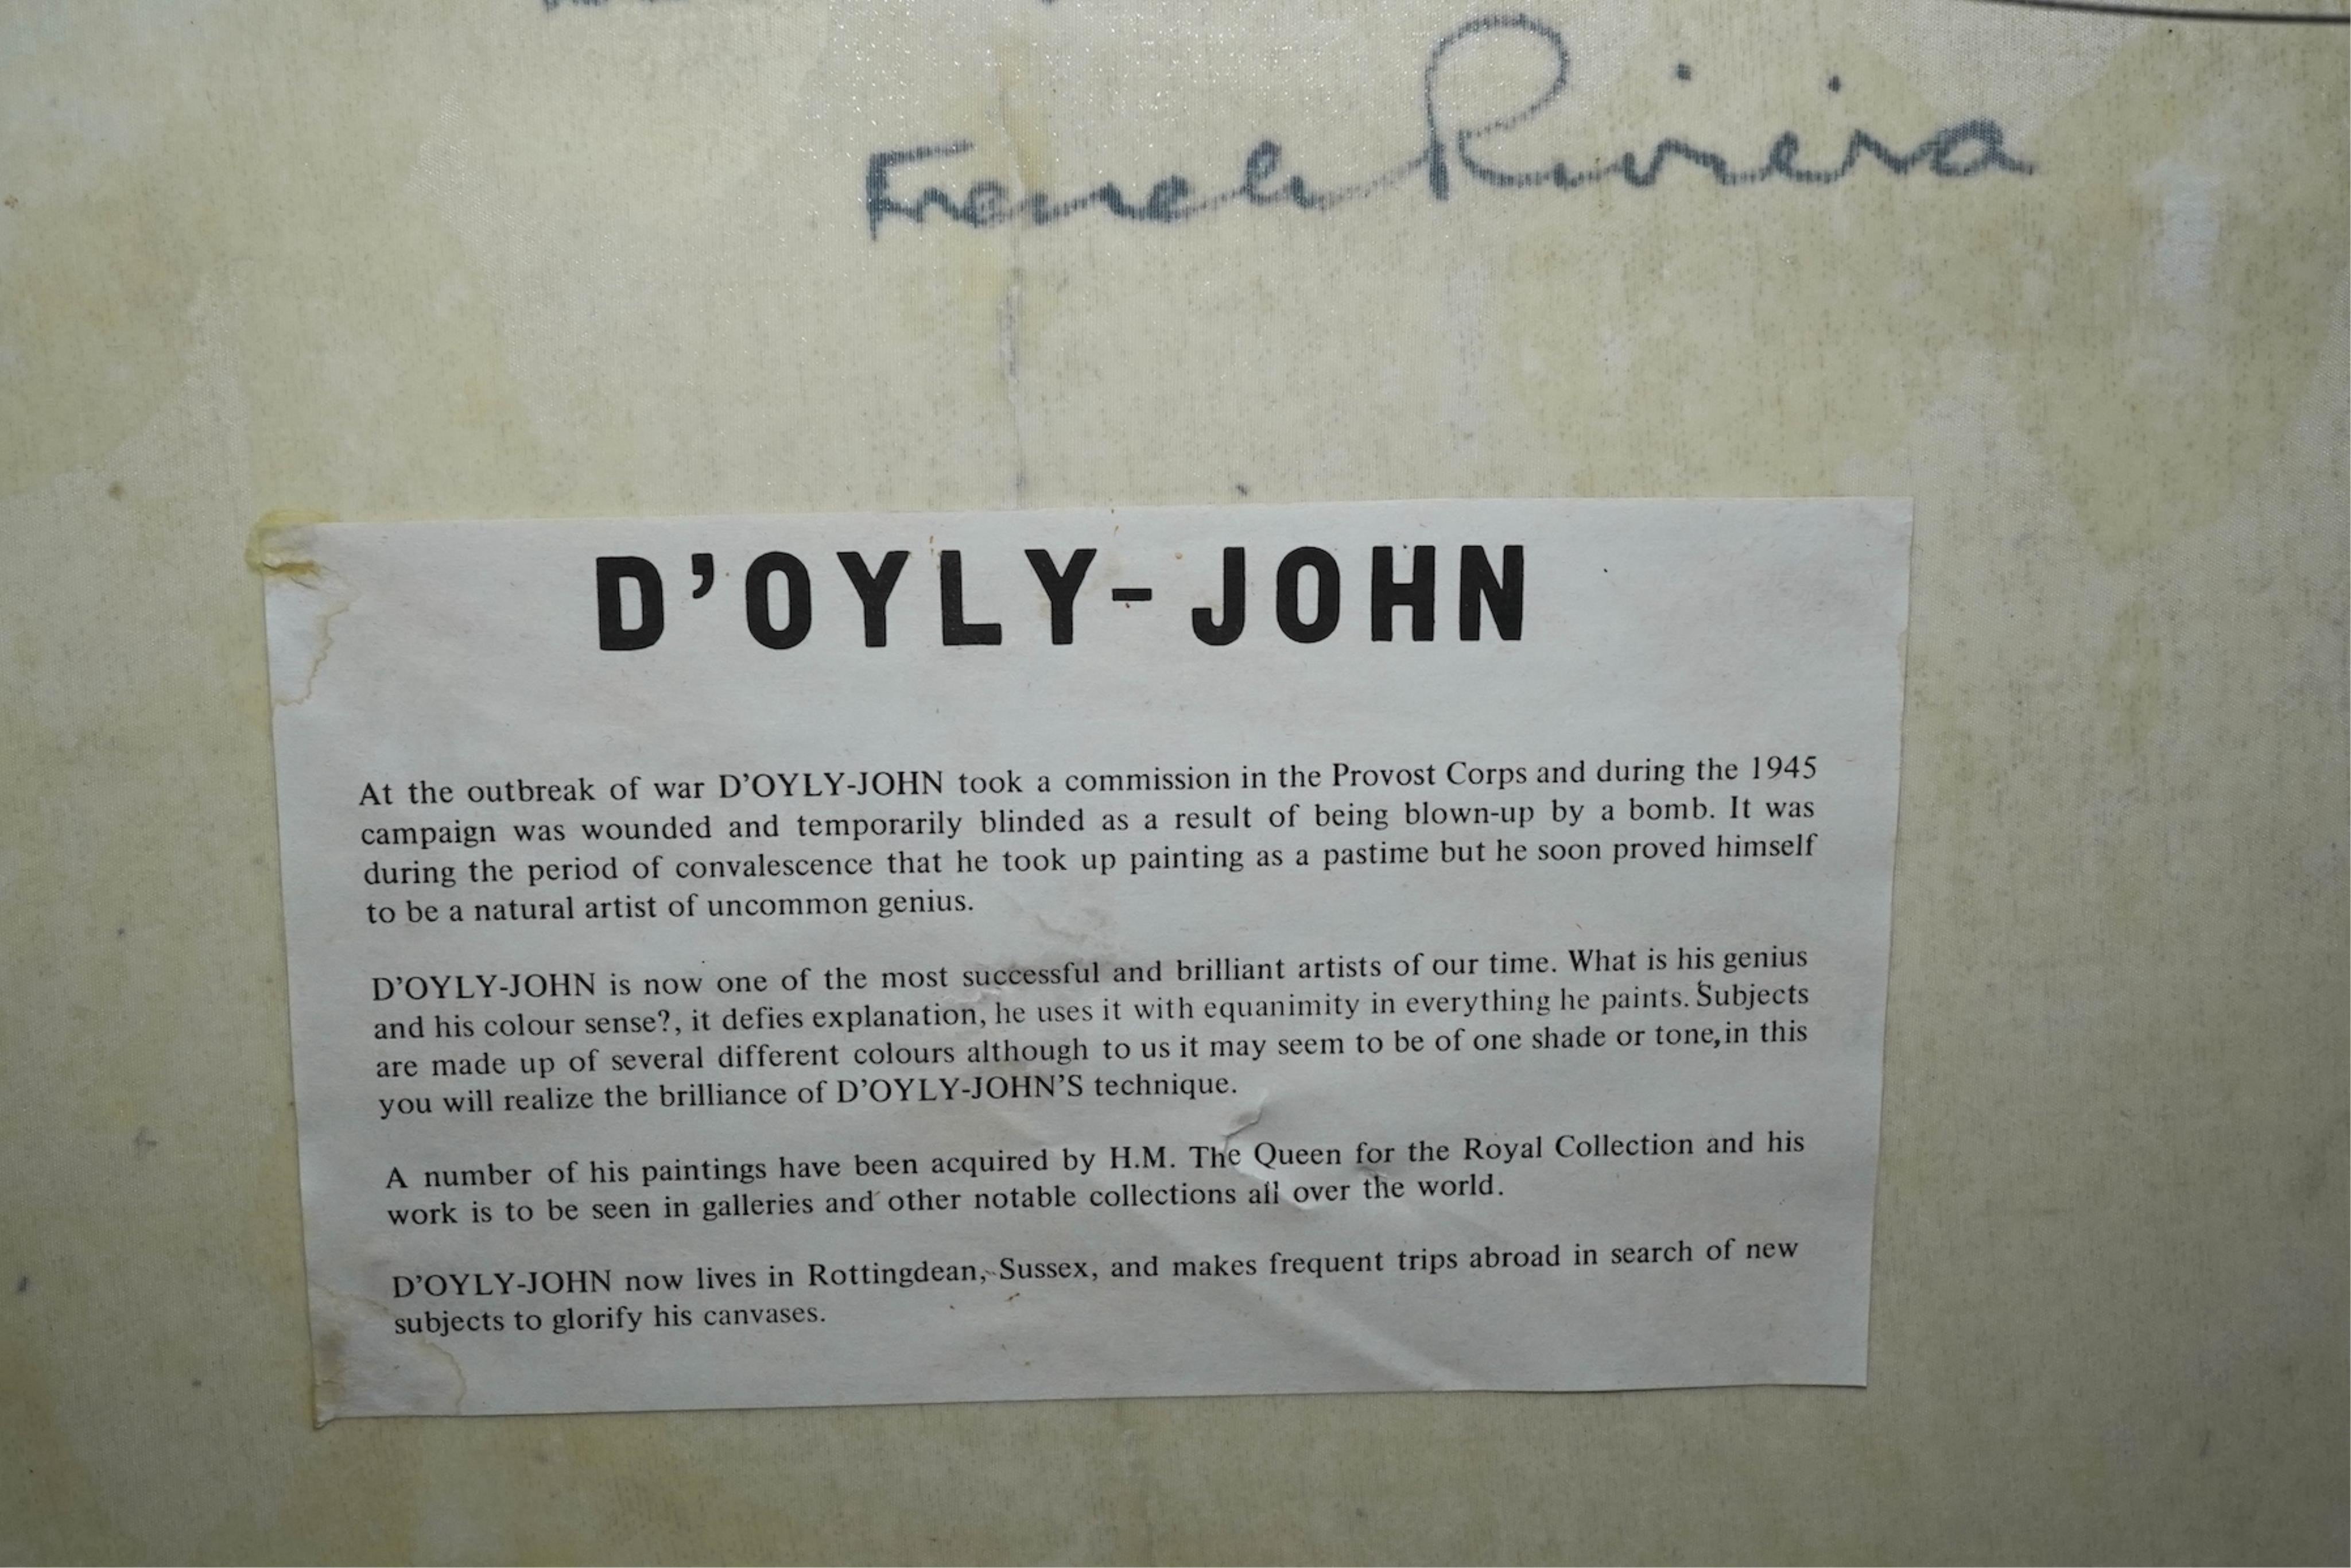 French Riviera
D'OYLY-JOHN
At the outbreak of war D'OYLY-JOHN took a commission in the Provost Corps and during the 1945
campaign was wounded and temporarily blinded as a result of being blown-up by a bomb. It was
during the period of convalescence that he took up painting as a pastime but he soon proved himself
to be a natural artist of uncommon genius.
D'OYLY-JOHN is now one of the most successful and brilliant artists of our time. What is his genius
and his colour sense?, it defies explanation, he uses it with equanimity in everything he paints. Subjects
are made up of several different colours although to us it may seem to be of one shade or tone, in this
you will realize the brilliance of D'OYLY-JOHN'S technique.
A number of his paintings have been acquired by H.M. The Queen for the Royal Collection and his
work is to be seen in galleries and other notable collections all over the world.
D'OYLY-JOHN now lives in Rottingdean, Sussex, and makes frequent trips abroad in search of new
subjects to glorify his canvases.